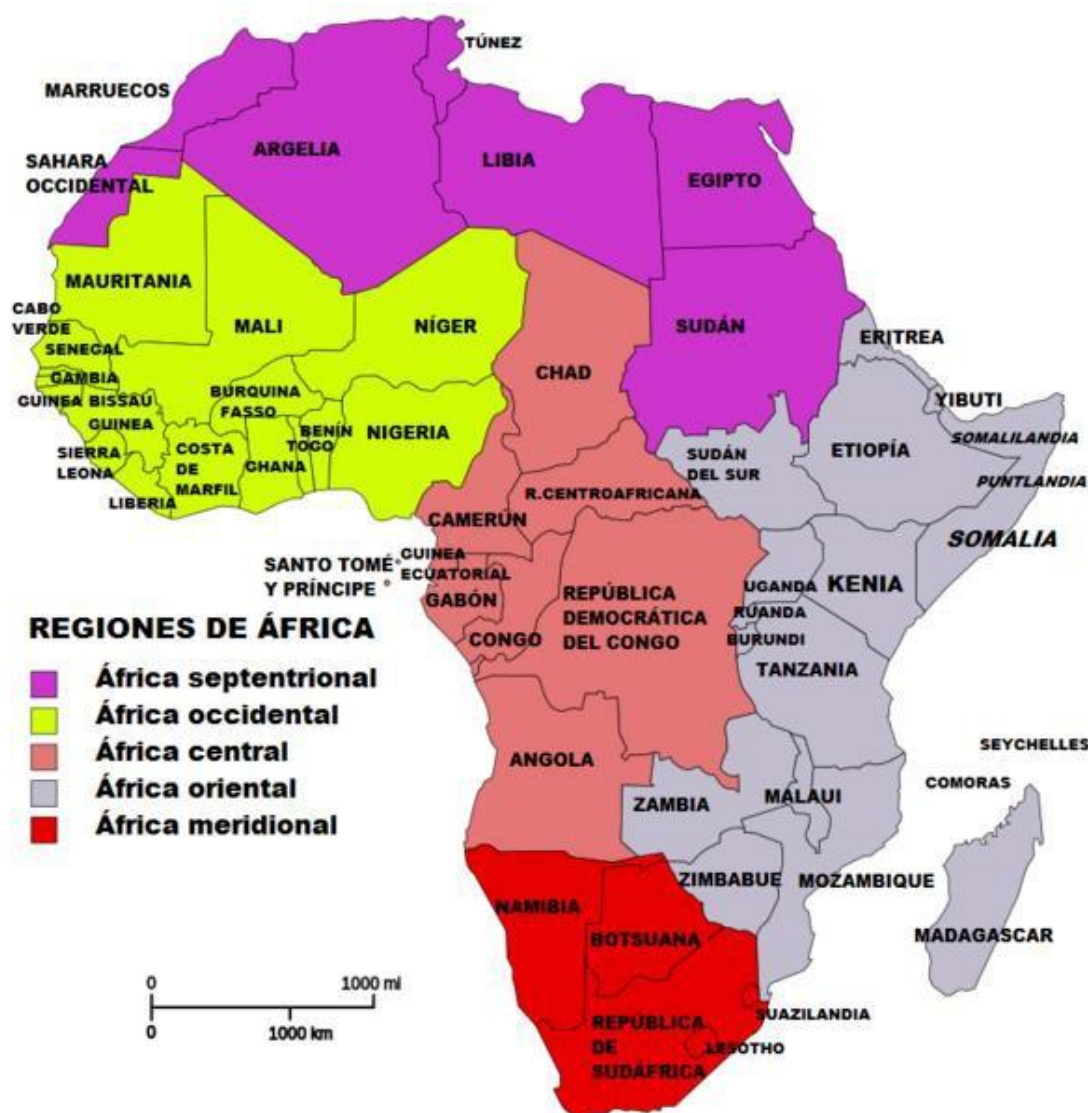 TÚNEZ
MARRUECOS
ARGELIA
LIBIA
SAHARA
OCCIDENTAL
EGIPTO
MAURITANIA
CABO
VERDE
MALI
NÍGER
SUDÁN
ERITREA
SENEGAL
CHAD
GAMBIA
BURQUINA
FASSO
YIBUTI
GUINEA BISSAÚ
GUINEA
BENÍN
TOGO
NIGERIA
SOMALILANDIA
SIERRA
LEONA
COSTA
DE
MARFIL
GHANA
SUDÁN
DEL SUR
ETIOPÍA
PUNTLANDIA
LIBERIA
R.CENTROAFRICANA
CAMERÚN
SOMALIA
SANTO TOMÉ
Y PRÍNCIPE
GUINEA
ECUATORIAL
GABÓN
REPÚBLICA
DEMOCRÁTICA
DEL CONGO
UGANDA
KENIA
RUANDA
CONGO
BURUNDI
TANZANIA
REGIONES DE ÁFRICA
África septentrional
África occidental
África central
África oriental
África meridional
ANGOLA
SEYCHELLES
COMORAS
ZAMBIA
MALAUI
ZIMBABUE
MOZAMBIQUE
NAMIBIA
BOTSUANA
MADAGASCAR
0 1000 mi
0 1000 km
SUAZILANDIA
REPÚBLICA
DE
SUDÁFRICA
LESOTHO